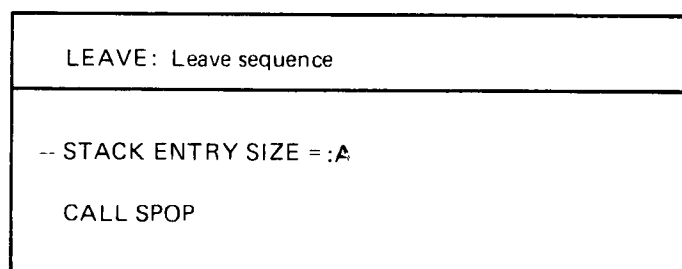 LEAVE: Leave sequence
-- STACK ENTRY SIZE = :A
CALL SPOP